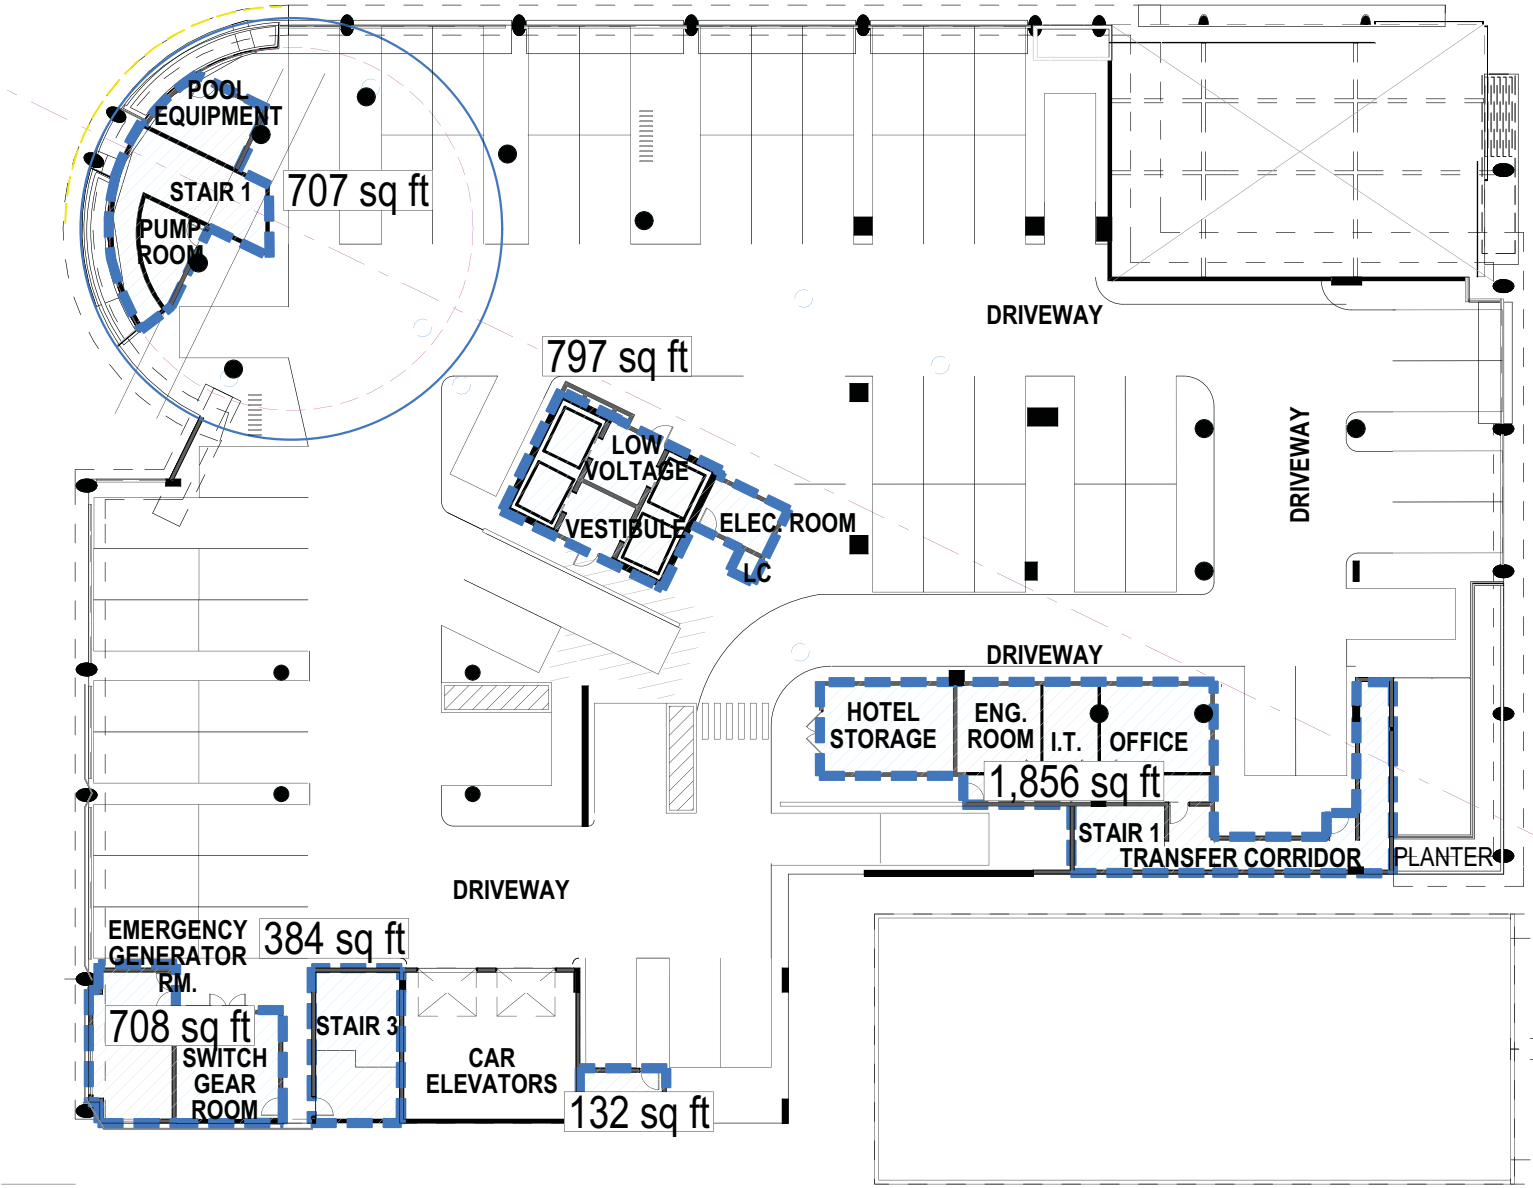 POOL
EQUIPMENT
STAIR 1
707 sq ft
PUMP
ROOM
DRIVEWAY
797 sq ft
LOW
VOLTAGE
VESTIBULE
ELEC. ROOM
LC
DRIVEWAY
DRIVEWAY
HOTEL
STORAGE
ENG.
ROOM
I.T.
OFFICE
1,856 sq ft
STAIR 1
TRANSFER CORRIDOR
PLANTER
DRIVEWAY
EMERGENCY
GENERATOR
RM.
384 sq ft
708 sq ft
SWITCH
GEAR
ROOM
STAIR 3
CAR
ELEVATORS
132 sq ft